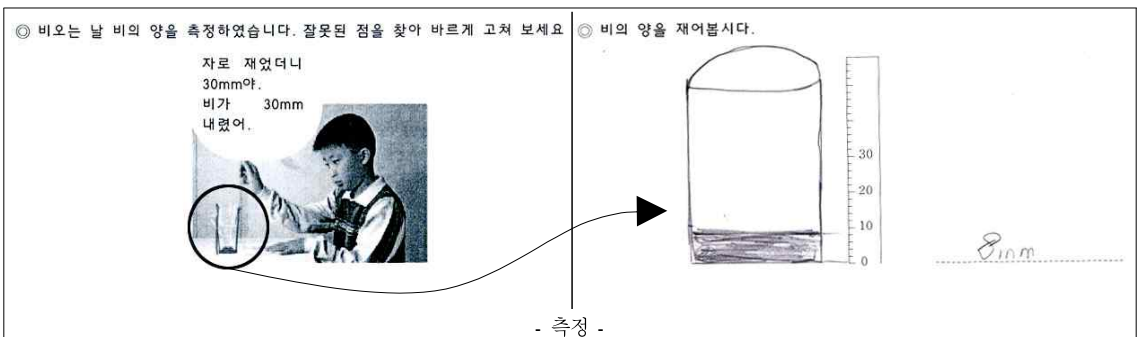 ◎ 비오는 날 비의 양을 측정하였습니다. 잘못된 점을 찾아 바르게 고쳐 보세요
자로 재었더니
30mm야.
비가 30mm
내렸어.
◎ 비의 양을 재어봅시다.
30
20
10
0
8mm
- 측정 -